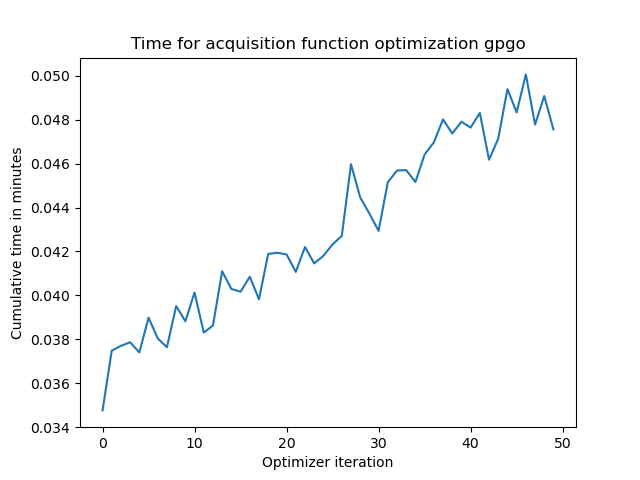 Time for acquisition function optimization gpgo
0.050
0.048
0.046
0.044
0.042
0.040
0.038
0.036
0.034
Cumulative time in minutes
0 10 20 30 40 50
Optimizer iteration